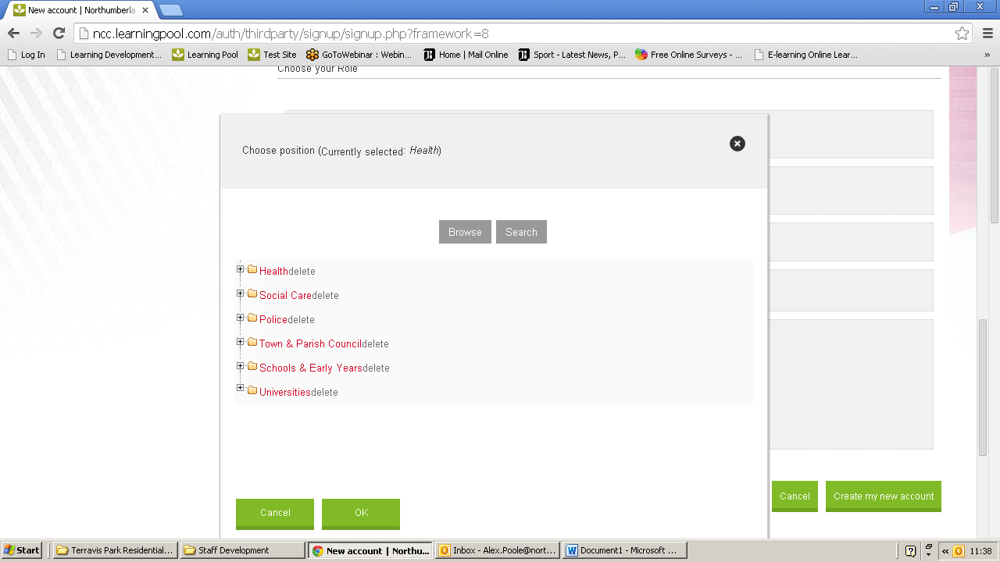 New account | Northumberla
ncc.learningpool.com/auth/thirdparty/signup/signup.php?framework=8
Log In Learning Development... Learning Pool Test Site GoToWebinar : Webin... Home | Mail Online Sport - Latest News, P... Free Online Surveys - ... E-learning Online Lear... »
Choose your Role
Choose position (Currently selected: Health)
Browse Search
Healthdelete
Social Caredelete
Policedelete
Town & Parish Councildelete
Schools & Early Yearsdelete
Universitiesdelete
Cancel Create my new account
Cancel OK
Start Terravis Park Residential... Staff Development New account | Northu... Inbox - Alex.Poole@nort... Document1 - Microsoft ... « 11:38